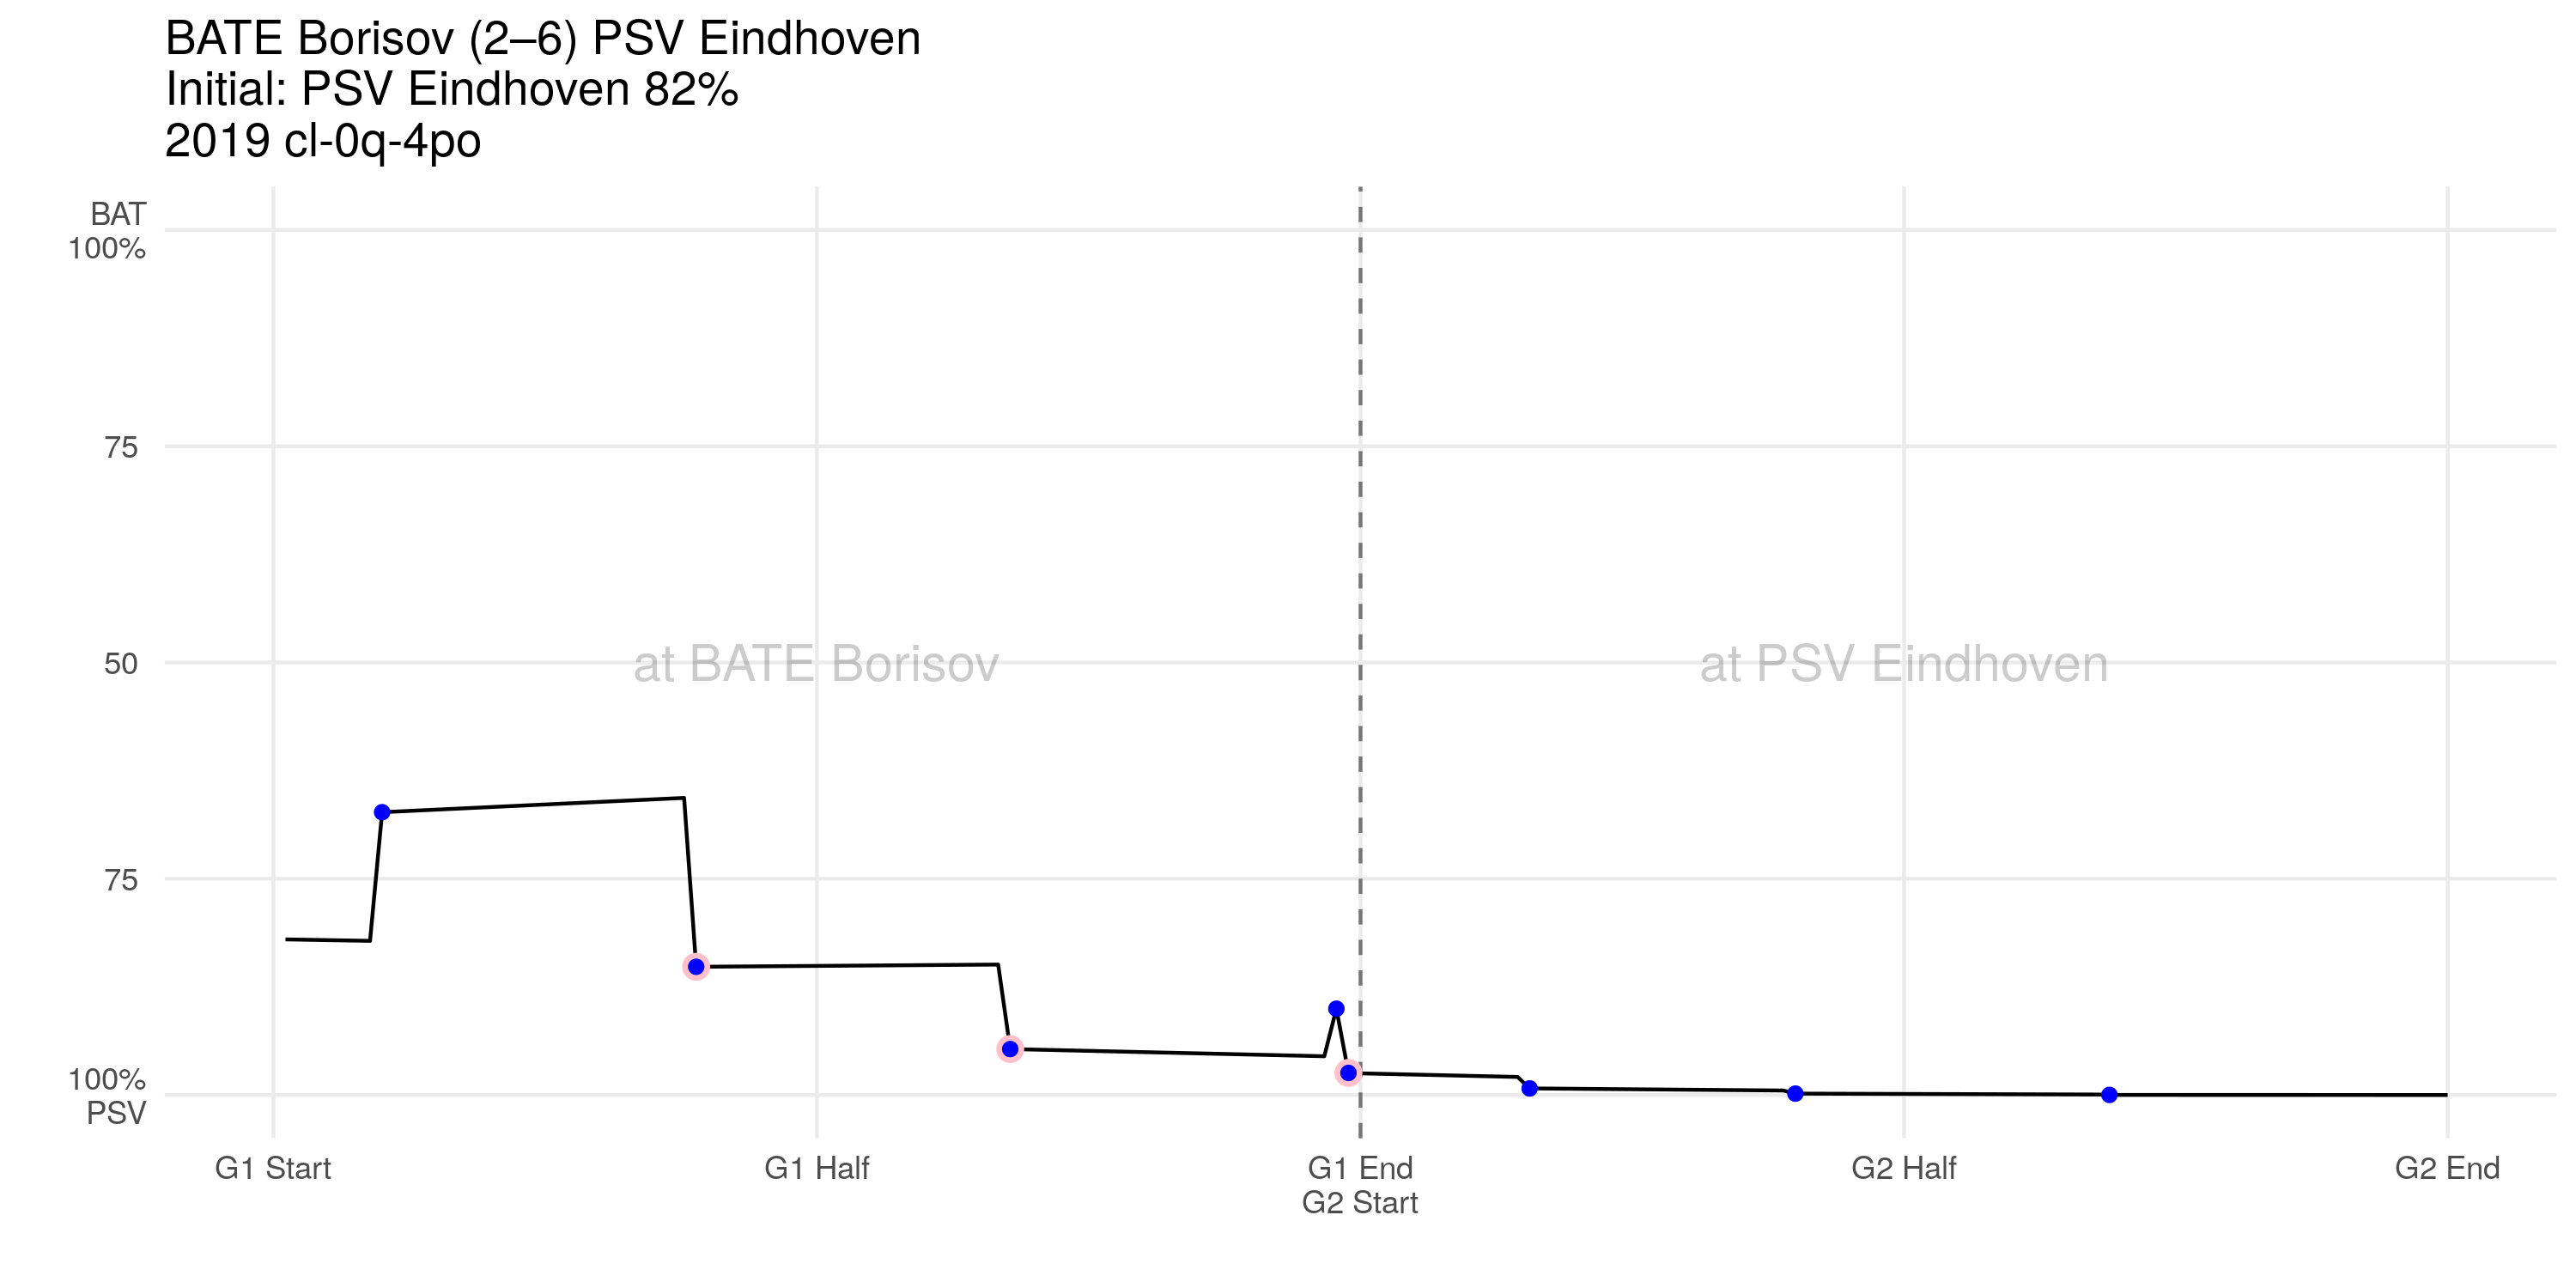 BATE Borisov (2–6) PSV Eindhoven
Initial: PSV Eindhoven 82%
2019 cl-0q-4po
BAT
100%
75
50
75
100%
PSV
at BATE Borisov
at PSV Eindhoven
G1 Start
G1 Half
G1 End
G2 Start
G2 Half
G2 End